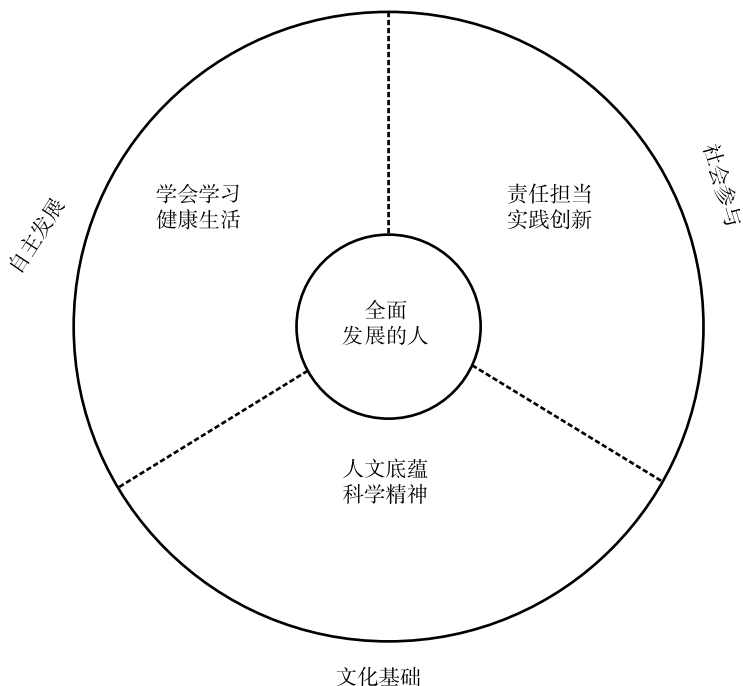 学会学习
健康生活
责任担当
实践创新
自主发展
社会参与
全面
发展的人
人文底蕴
科学精神
文化基础